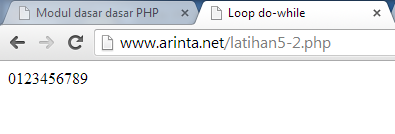 Modul dasar dasar PHP
Loop do-while
www.arinta.net/latihan5-2.php
0123456789